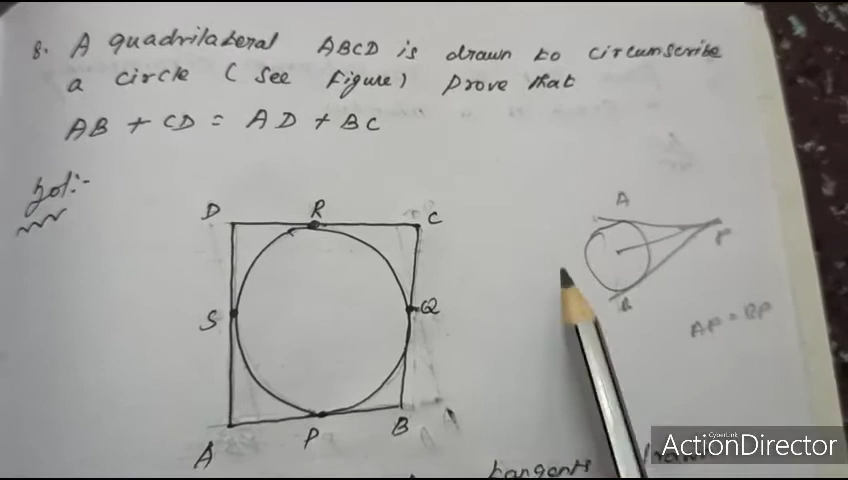 8. A quadrilateral ABCD is drawn to circumscribe
a circle ( see Figure) Prove that
AB + CD = AD + BC
Sol:-
D R C
S Q
A P B
A
P
B
AP = BP
tangents
CyberLink
ActionDirector